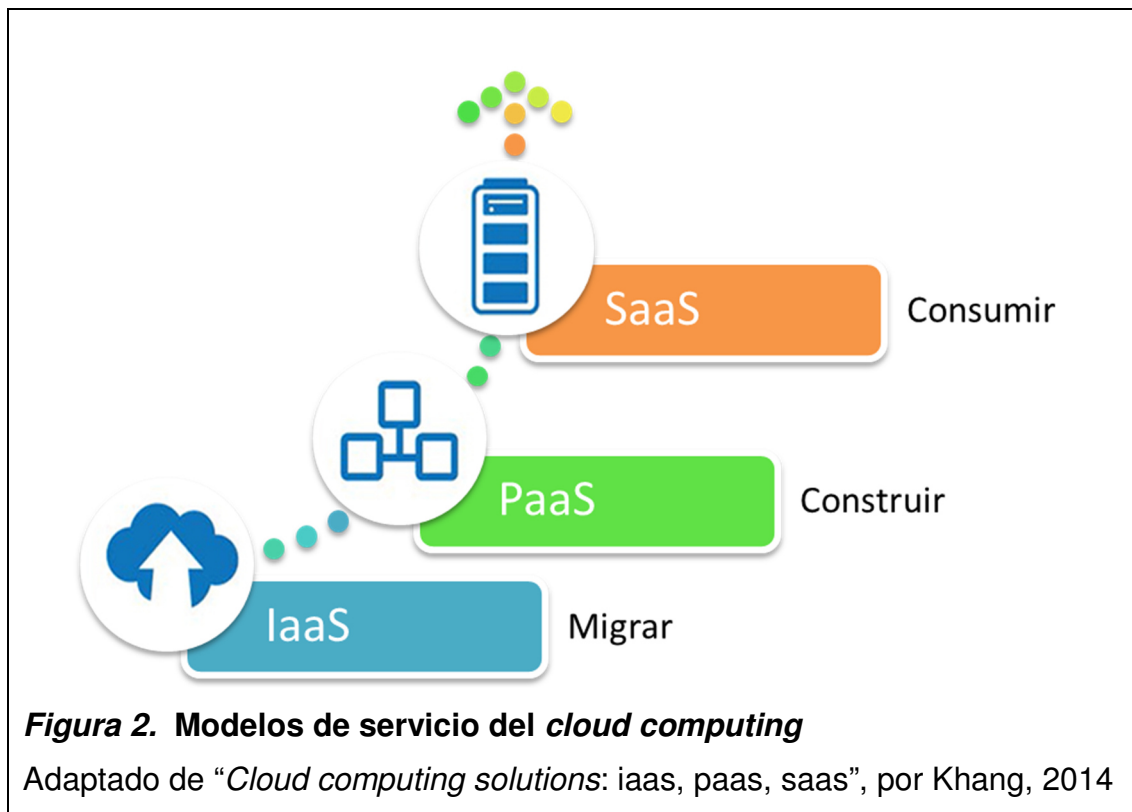 SaaS
Consumir
PaaS
Construir
IaaS
Migrar
Figura 2. Modelos de servicio del cloud computing
Adaptado de “Cloud computing solutions: iaas, paas, saas”, por Khang, 2014